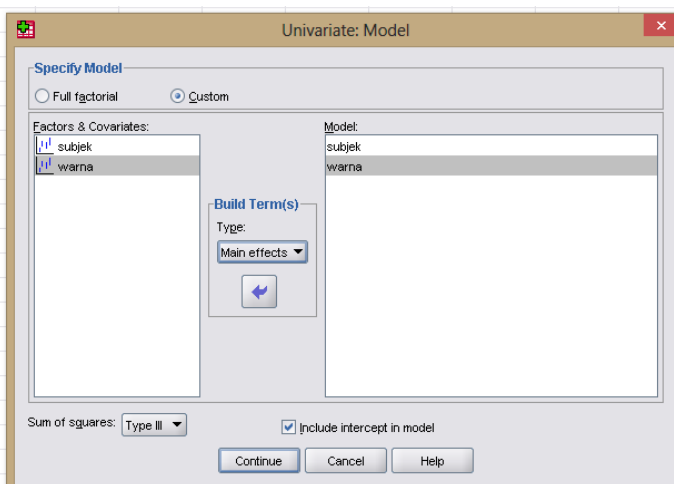 Univariate: Model
Specify Model
Full factorial
Custom
Factors & Covariates:
subjek
warna
Build Term(s)
Type:
Main effects
Model:
subjek
warna
Sum of squares: Type III
Include intercept in model
Continue Cancel Help